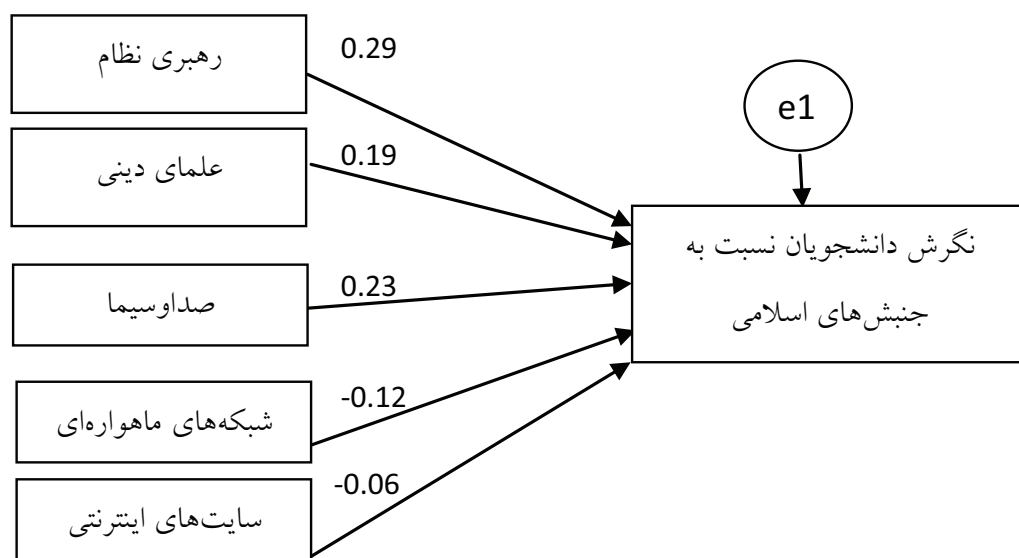 رهبری نظام
0.29
e1
علمای دینی
0.19
نگرش دانشجویان نسبت به
جنبش‌های اسلامی
صداوسیما
0.23
شبکه‌های ماهواره‌ای
-0.12
سایت‌های اینترنتی
-0.06